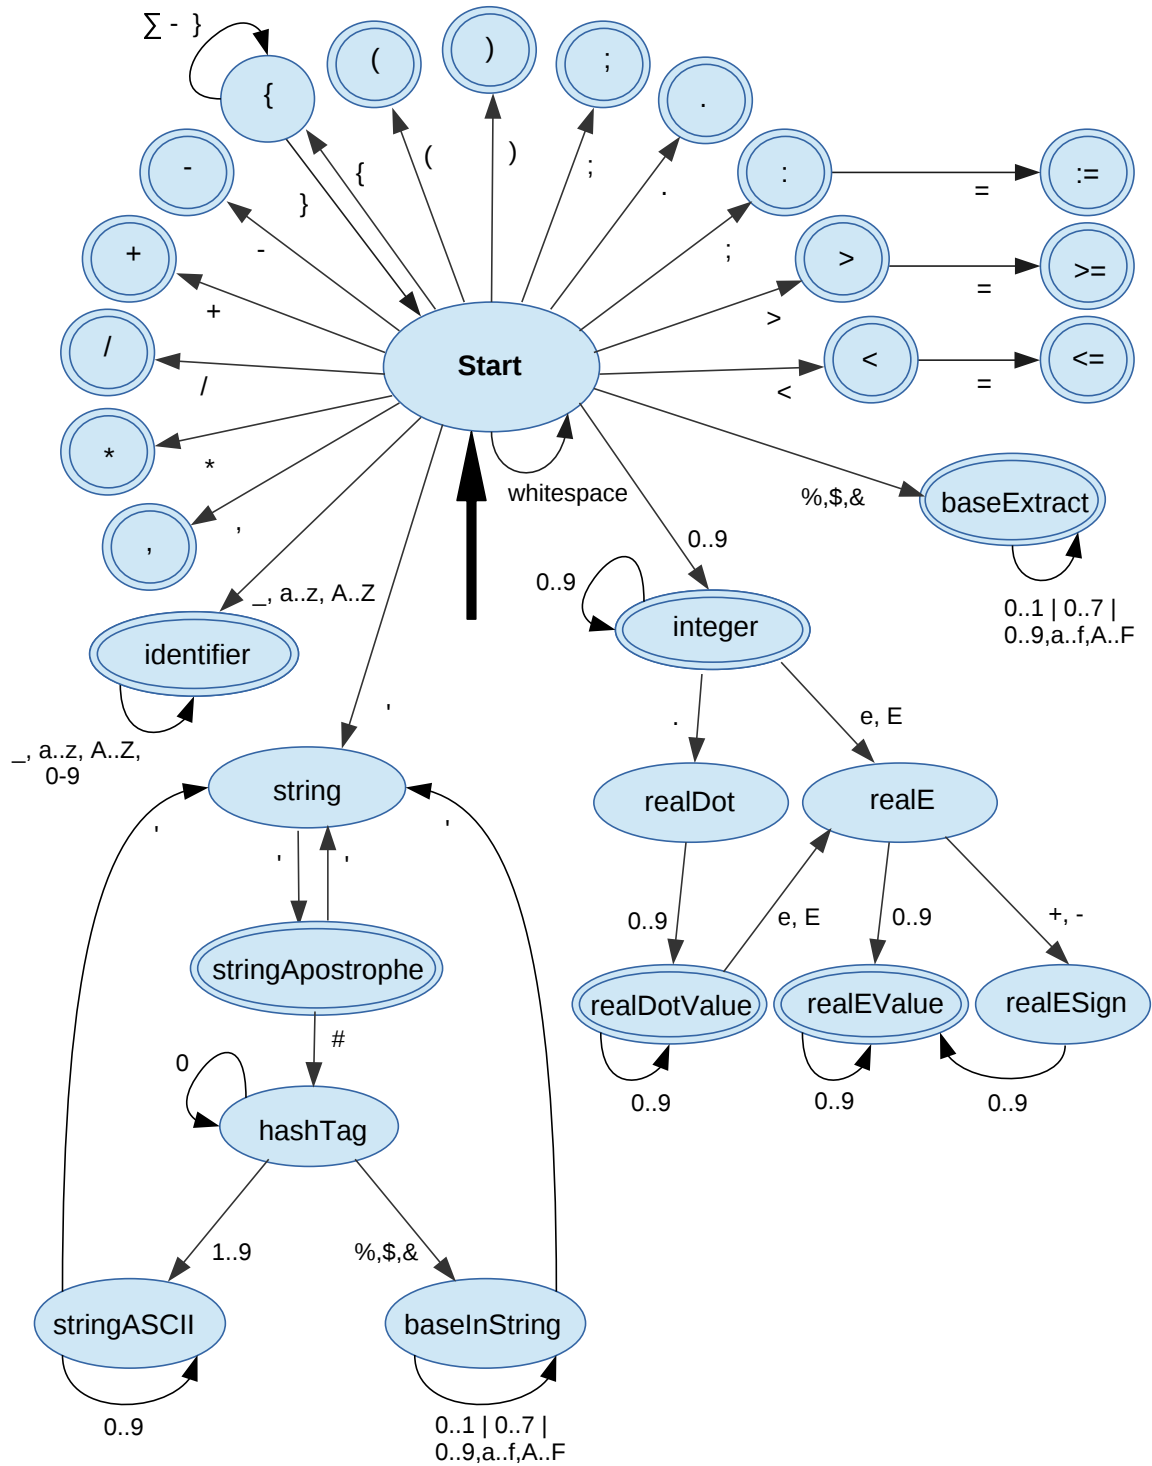 ∑ - }
{
(
)
;
.
:
=
:=
-
+
/
*
,
>
=
>=
<
=
<=
}
{
(
)
;
.
;
>
<
-
+
/
*
,
Start
whitespace
%,$,&
baseExtract
0..1 | 0..7 |
0..9,a..f,A..F
_, a..z, A..Z
identifier
_, a..z, A..Z,
0-9
'
0..9
0..9
integer
.
e, E
string
realDot
realE
'
'
'
'
0..9
e, E
0..9
+, -
stringApostrophe
realDotValue
realEValue
realESign
0..9
0..9
0..9
#
0
hashTag
1..9
%,$,&
stringASCII
baseInString
0..9
0..1 | 0..7 |
0..9,a..f,A..F